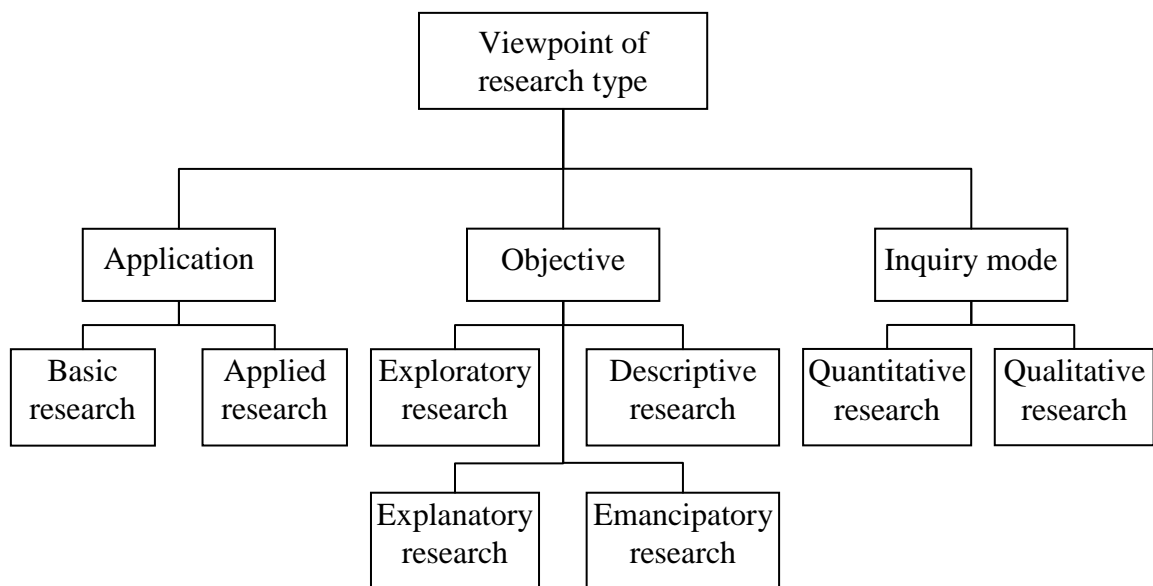 Viewpoint of
research type
Application
Objective
Inquiry mode
Basic
research
Applied
research
Exploratory
research
Descriptive
research
Quantitative
research
Qualitative
research
Explanatory
research
Emancipatory
research